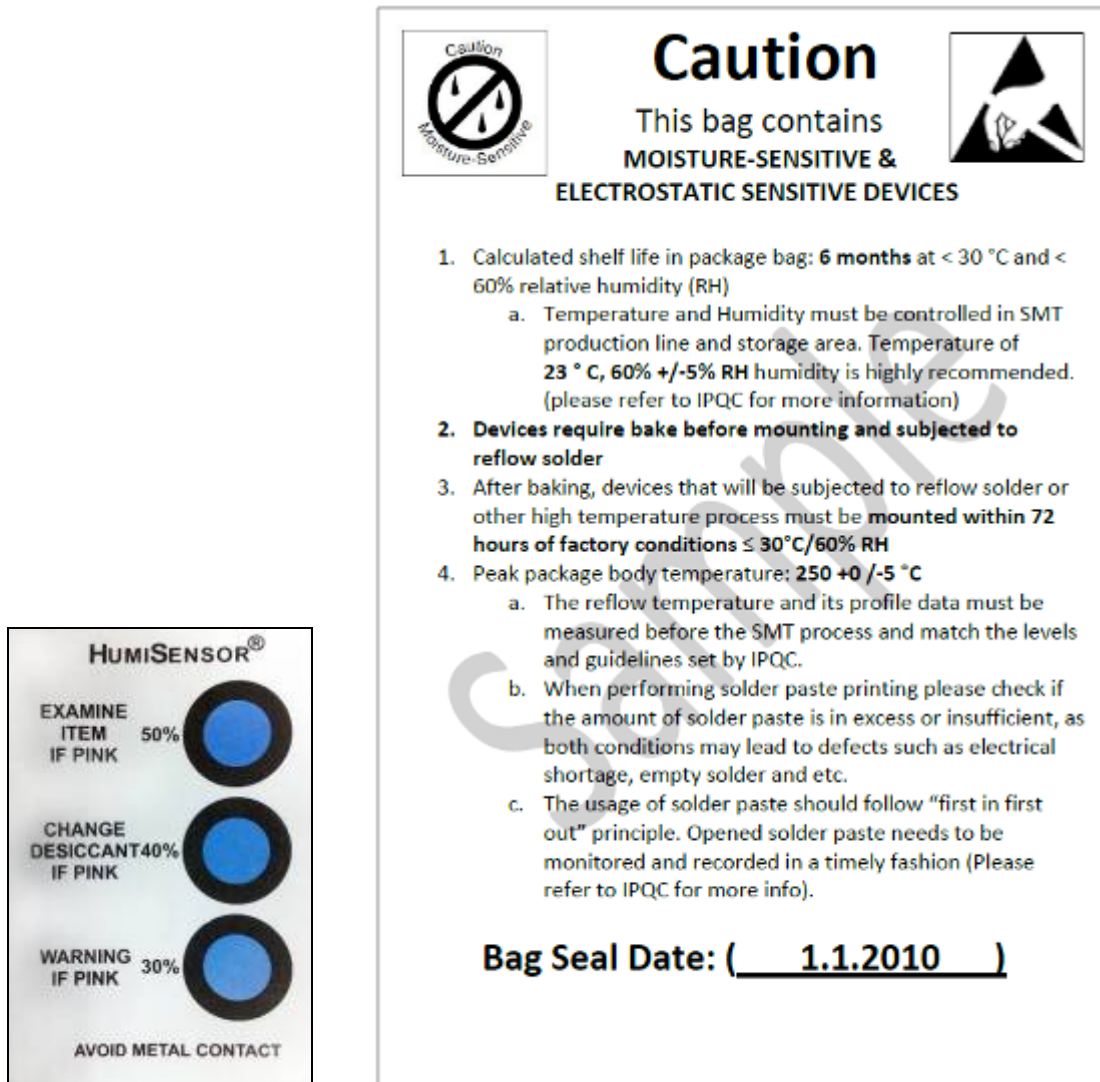 HUMISENSOR®
EXAMINE
ITEM 50%
IF PINK
CHANGE
DESICCANT40%
IF PINK
WARNING 30%
IF PINK
AVOID METAL CONTACT
Caution
Moisture-Sensitive
Caution
This bag contains
MOISTURE-SENSITIVE &
ELECTROSTATIC SENSITIVE DEVICES
1. Calculated shelf life in package bag: 6 months at < 30 °C and <
60% relative humidity (RH)
a. Temperature and Humidity must be controlled in SMT
production line and storage area. Temperature of
23 ° C, 60% +/-5% RH humidity is highly recommended.
(please refer to IPQC for more information)
2. Devices require bake before mounting and subjected to
reflow solder
3. After baking, devices that will be subjected to reflow solder or
other high temperature process must be mounted within 72
hours of factory conditions ≤ 30°C/60% RH
4. Peak package body temperature: 250 +0 /-5 °C
a. The reflow temperature and its profile data must be
measured before the SMT process and match the levels
and guidelines set by IPQC.
b. When performing solder paste printing please check if
the amount of solder paste is in excess or insufficient, as
both conditions may lead to defects such as electrical
shortage, empty solder and etc.
c. The usage of solder paste should follow “first in first
out” principle. Opened solder paste needs to be
monitored and recorded in a timely fashion (Please
refer to IPQC for more info).
Bag Seal Date: ( 1.1.2010 )
Sample